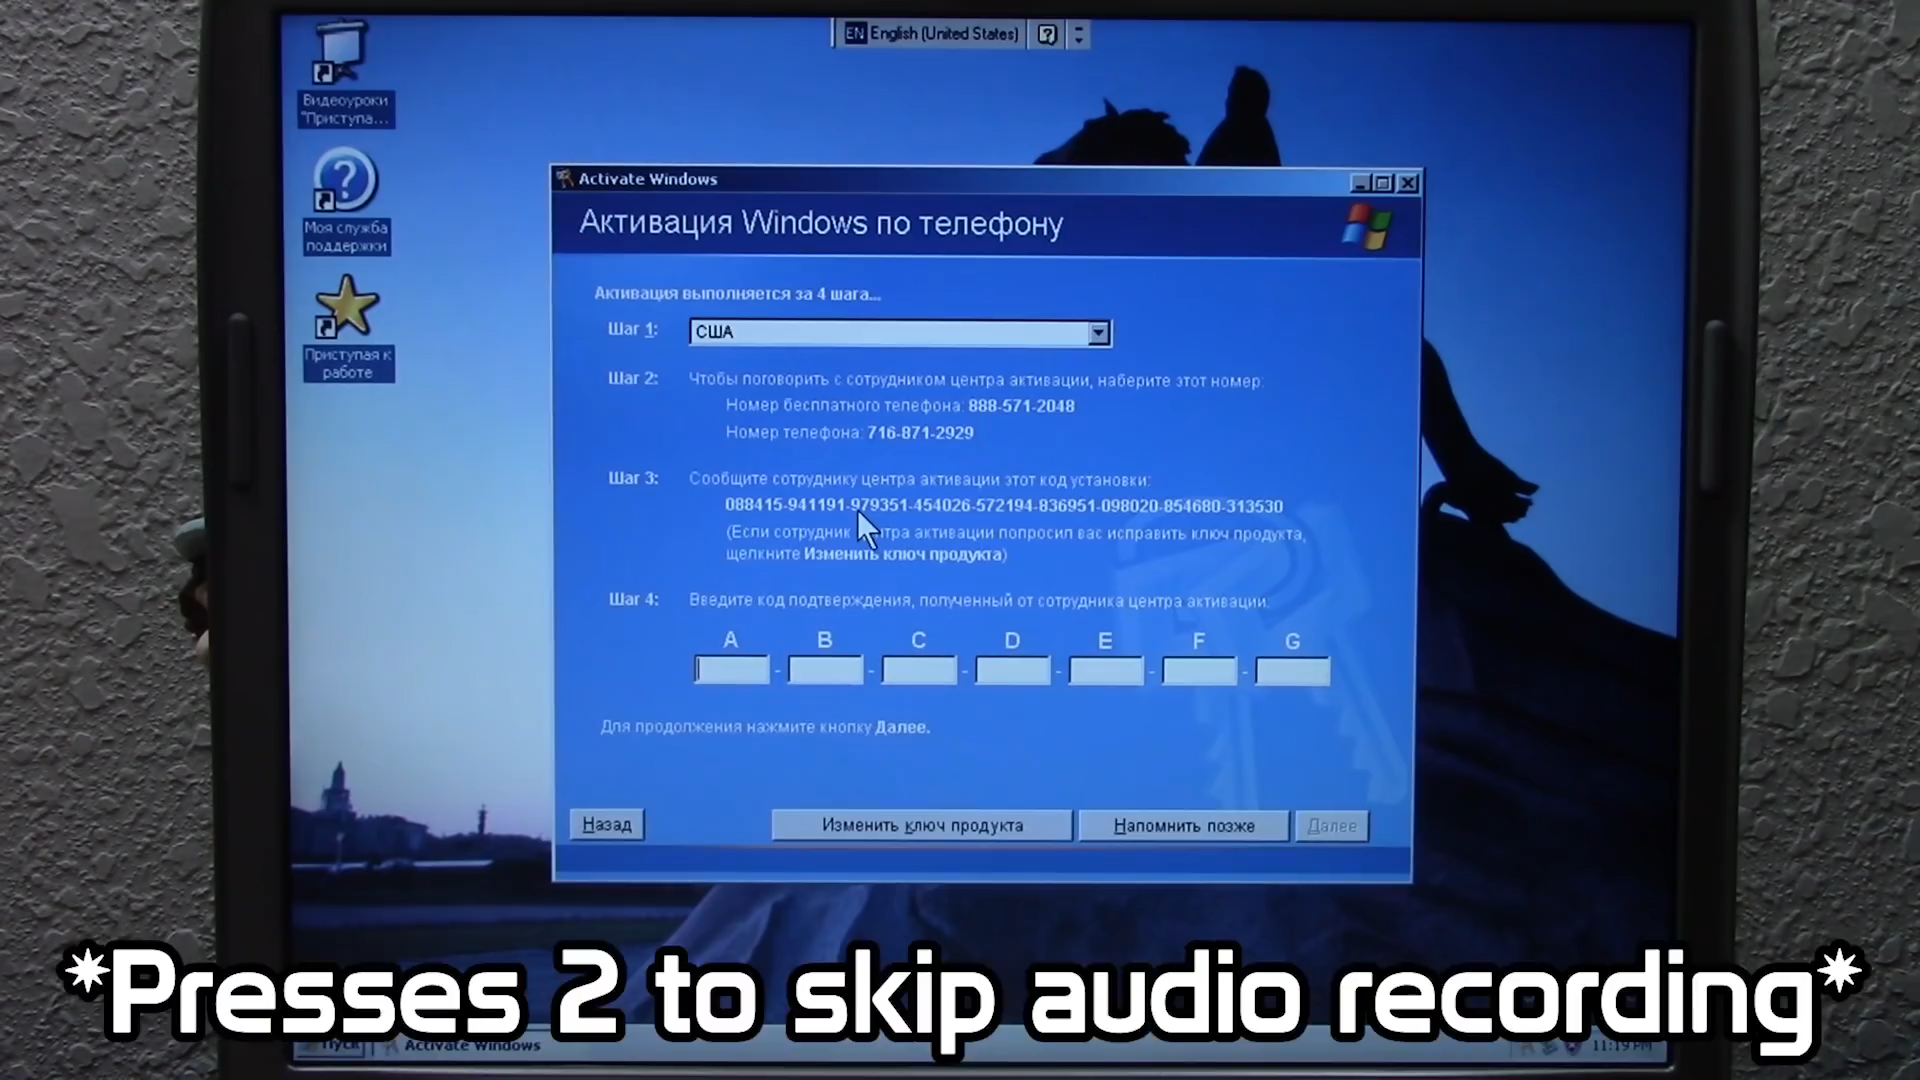 EN English (United States)
Видеоуроки
"Приступа...
Моя служба
поддержки
Приступая к
работе
Activate Windows
Активация Windows по телефону
Активация выполняется за 4 шага...
Шаг 1:
США
Шаг 2:
Чтобы поговорить с сотрудником центра активации, наберите этот номер:
Номер бесплатного телефона: 888-571-2048
Номер телефона: 716-871-2929
Шаг 3:
Сообщите сотруднику центра активации этот код установки:
088415-941191-979351-454026-572194-836951-098020-854680-313530
(Если сотрудник центра активации попросил вас исправить ключ продукта,
щелкните Изменить ключ продукта)
Шаг 4:
Введите код подтверждения, полученный от сотрудника центра активации:
A B C D E F G
Для продолжения нажмите кнопку Далее.
Назад
Изменить ключ продукта
Напомнить позже
Далее
*Presses 2 to skip audio recording*
Пуск
Activate Windows
11:19 PM